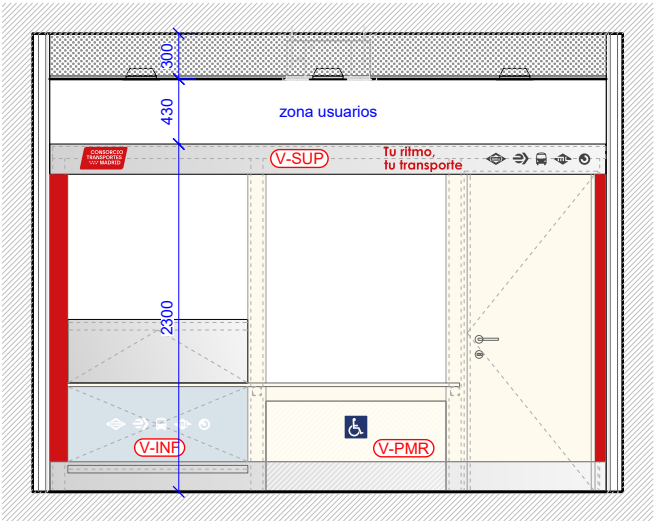 300
430
zona usuarios
CONSORCIO
TRANSPORTES
MADRID
V-SUP
Tu ritmo,
tu transporte
2300
V-INF
V-PMR